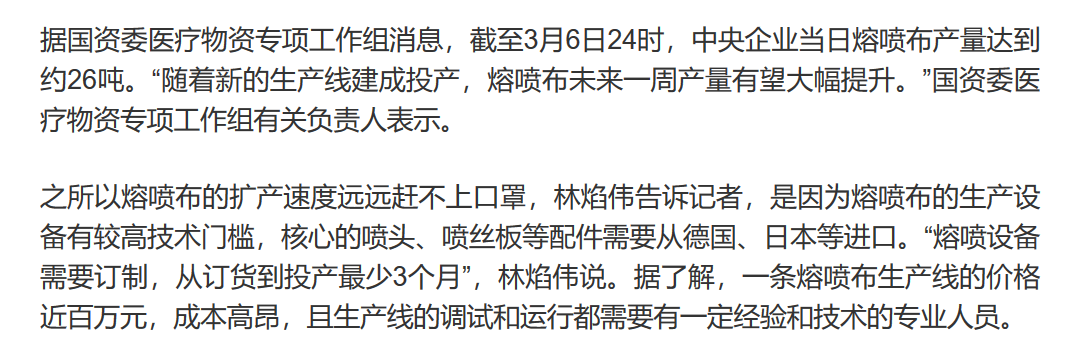 据国资委医疗物资专项工作组消息，截至3月6日24时，中央企业当日熔喷布产量达到
约26吨。“随着新的生产线建成投产，熔喷布未来一周产量有望大幅提升。”国资委医
疗物资专项工作组有关负责人表示。
之所以熔喷布的扩产速度远远赶不上口罩，林焰伟告诉记者，是因为熔喷布的生产设
备有较高技术门槛，核心的喷头、喷丝板等配件需要从德国、日本等进口。“熔喷设备
需要订制，从订货到投产最少3个月”，林焰伟说。据了解，一条熔喷布生产线的价格
近百万元，成本高昂，且生产线的调试和运行都需要有一定经验和技术的专业人员。